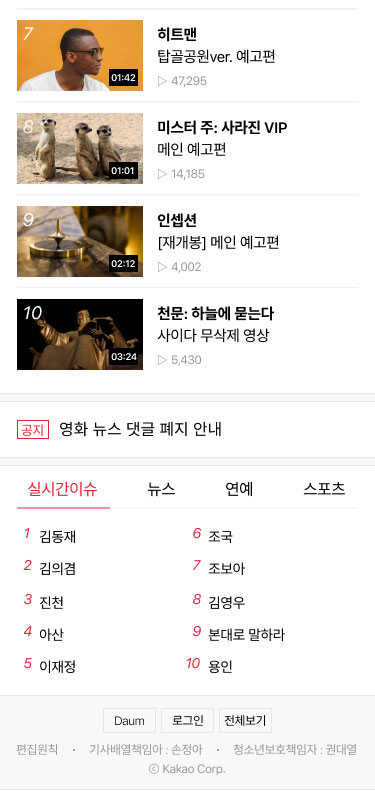 7
히트맨
탑골공원ver. 예고편
▷ 47,295
01:42
8
미스터 주: 사라진 VIP
메인 예고편
▷ 14,185
01:01
9
인셉션
[재개봉] 메인 예고편
▷ 4,002
02:12
10
천문: 하늘에 묻는다
사이다 무삭제 영상
▷ 5,430
03:24
공지 영화 뉴스 댓글 폐지 안내
실시간이슈 뉴스 연예 스포츠
1 김동재 6 조국
2 김의겸 7 조보아
3 진천 8 김영우
4 아산 9 본대로 말하라
5 이재정 10 용인
Daum 로그인 전체보기
편집원칙 · 기사배열책임아 : 손정아 · 청소년보호책임자 : 권대열
ⓒ Kakao Corp.